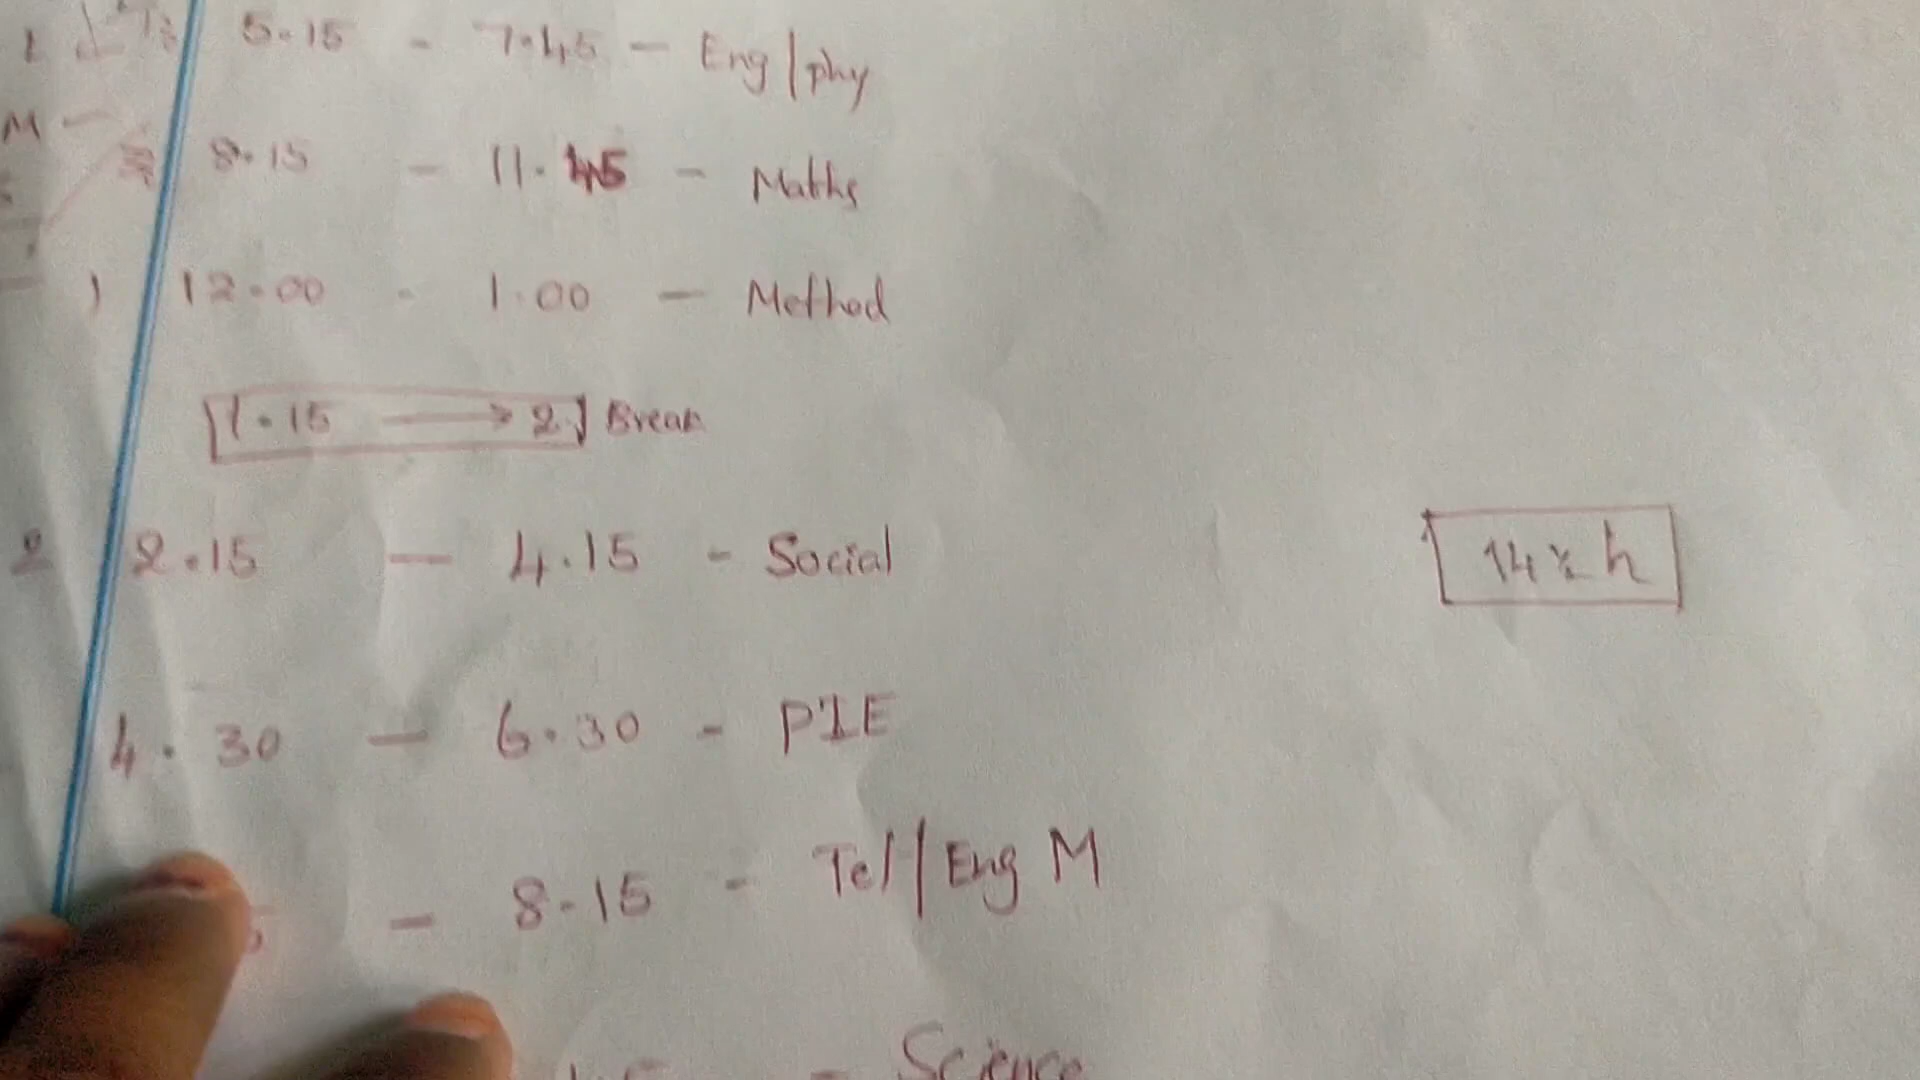 5.15 - 7.45 - Eng/phy
8.15 - 11.45 - Maths
12.00 - 1.00 - Method
1.15 → 2 Break
2.15 - 4.15 - Social
14½ h
4.30 - 6.30 - PIE
- 8.15 - Tel/Eng M
- Science